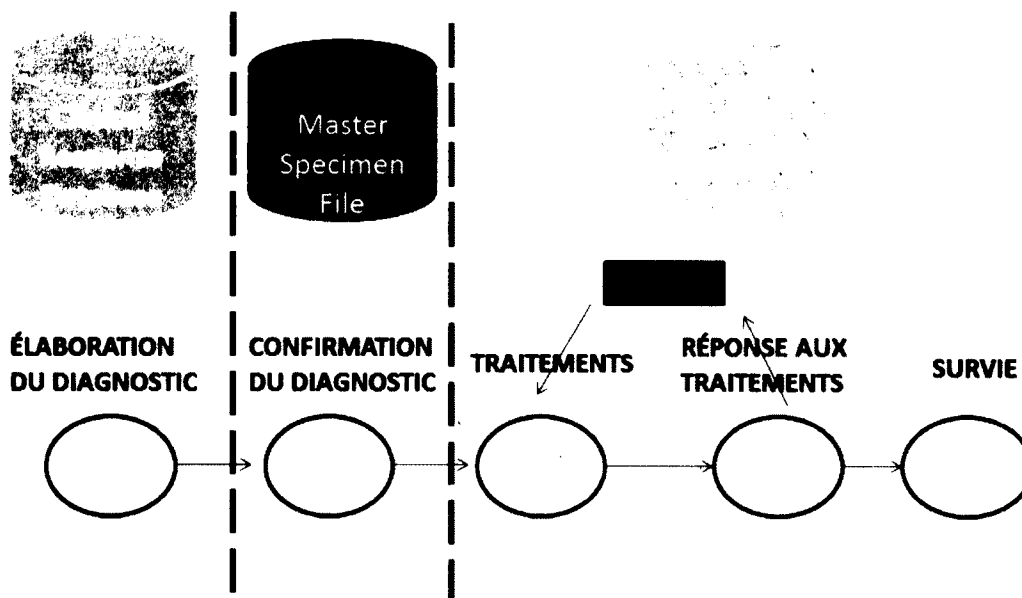 Master
Specimen
File
ÉLABORATION
DU DIAGNOSTIC
CONFIRMATION
DU DIAGNOSTIC
TRAITEMENTS
RÉPONSE AUX
TRAITEMENTS
SURVIE